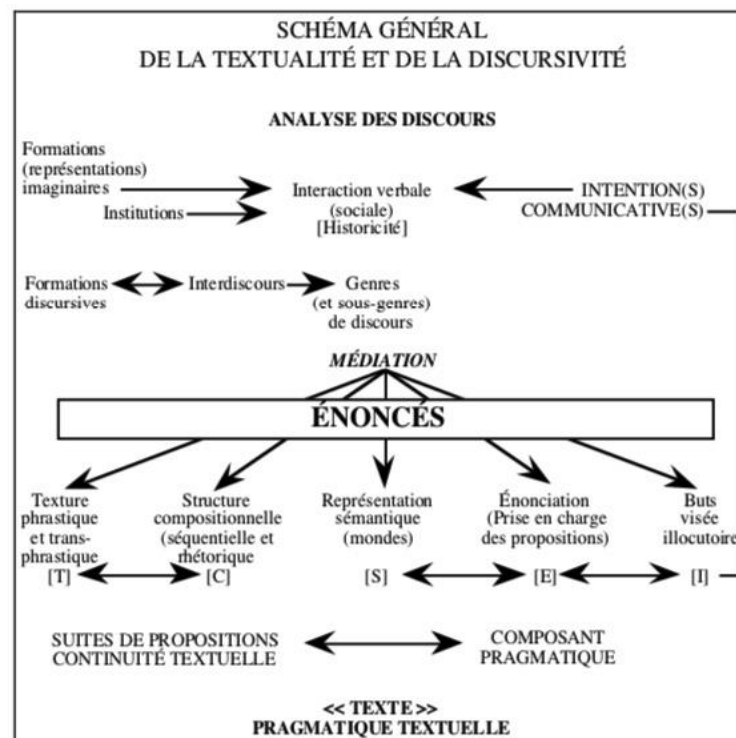 SCHÉMA GÉNÉRAL
DE LA TEXTUALITÉ ET DE LA DISCURSIVITÉ
ANALYSE DES DISCOURS
Formations
(représentations)
imaginaires
Institutions
Interaction verbale
(sociale)
[Historicité]
INTENTION(S)
COMMUNICATIVE(S)
Formations
discursives
Interdiscours
Genres
(et sous-genres)
de discours
MÉDIATION
ÉNONCÉS
Texture
phrastique
et trans-
phrastique
[T]
Structure
compositionnelle
(séquentielle et
rhétorique
[C]
Représentation
sémantique
(mondes)
[S]
Énonciation
(Prise en charge
des propositions)
[E]
Buts
visée
illocutoire
[I]
SUITES DE PROPOSITIONS
CONTINUITÉ TEXTUELLE
COMPOSANT
PRAGMATIQUE
<< TEXTE >>
PRAGMATIQUE TEXTUELLE